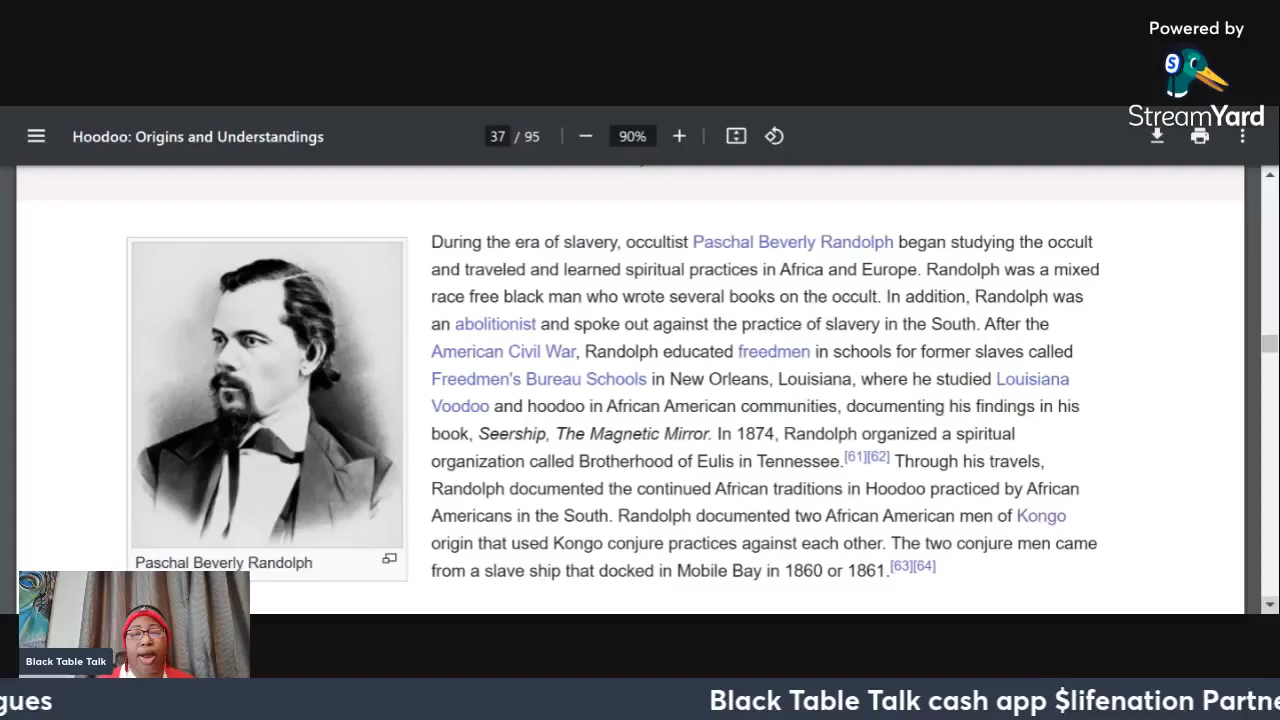 Powered by
S
StreamYard
Hoodoo: Origins and Understandings
37 / 95
90%
During the era of slavery, occultist Paschal Beverly Randolph began studying the occult
and traveled and learned spiritual practices in Africa and Europe. Randolph was a mixed
race free black man who wrote several books on the occult. In addition, Randolph was
an abolitionist and spoke out against the practice of slavery in the South. After the
American Civil War, Randolph educated freedmen in schools for former slaves called
Freedmen's Bureau Schools in New Orleans, Louisiana, where he studied Louisiana
Voodoo and hoodoo in African American communities, documenting his findings in his
book, Seership, The Magnetic Mirror. In 1874, Randolph organized a spiritual
organization called Brotherhood of Eulis in Tennessee.[61][62] Through his travels,
Randolph documented the continued African traditions in Hoodoo practiced by African
Americans in the South. Randolph documented two African American men of Kongo
origin that used Kongo conjure practices against each other. The two conjure men came
from a slave ship that docked in Mobile Bay in 1860 or 1861.[63][64]
Paschal Beverly Randolph
Black Table Talk
gues
Black Table Talk cash app $lifenation Partne